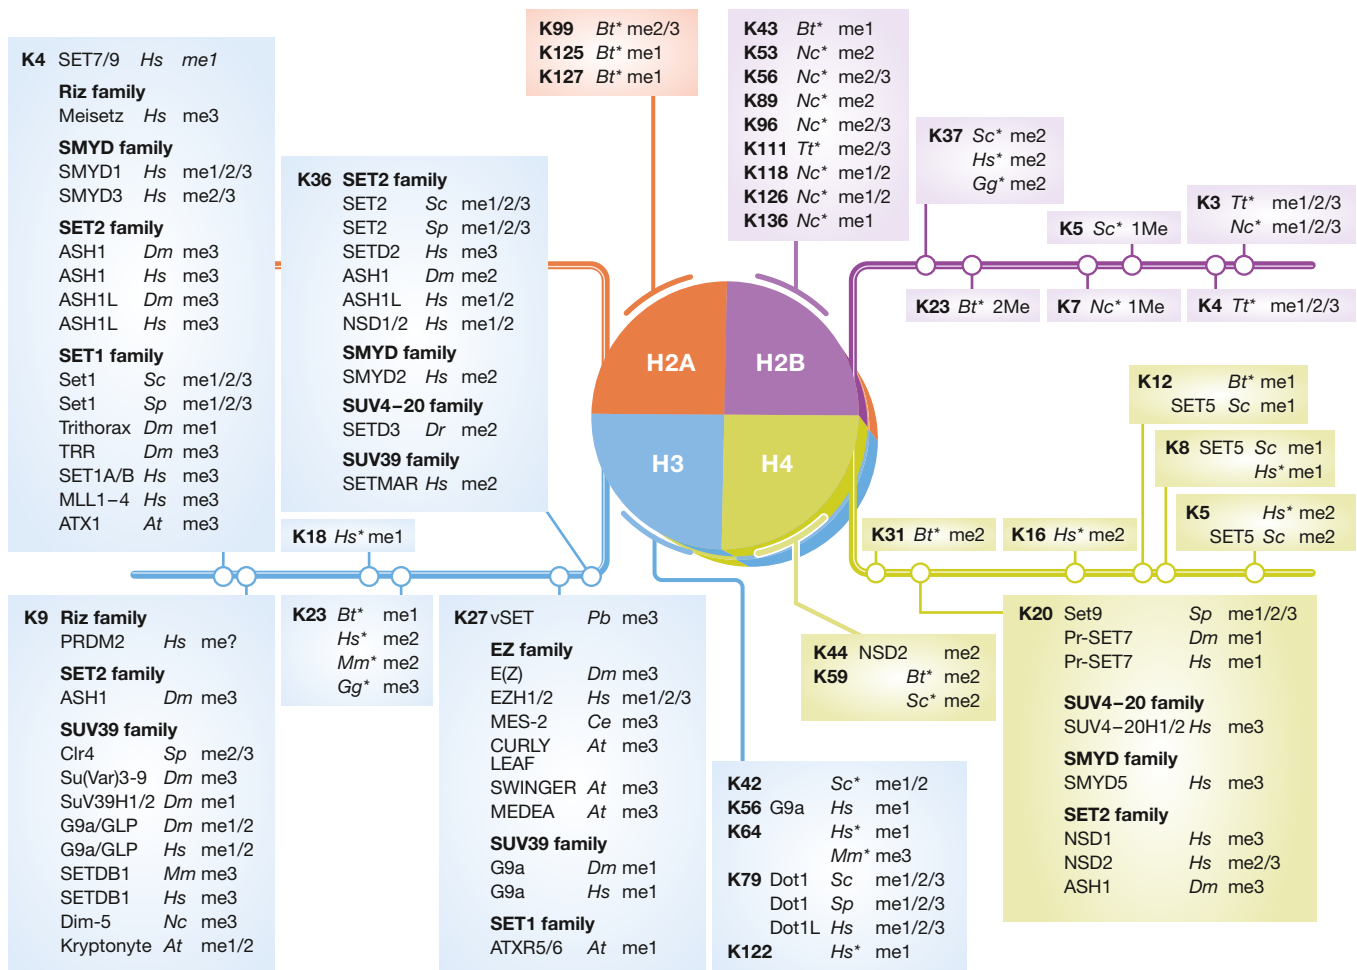 K4 SET7/9 Hs me1
Riz family
Meisetz Hs me3
SMYD family
SMYD1 Hs me1/2/3
SMYD3 Hs me2/3
SET2 family
ASH1 Dm me3
ASH1 Hs me3
ASH1L Dm me3
ASH1L Hs me3
SET1 family
Set1 Sc me1/2/3
Set1 Sp me1/2/3
Trithorax Dm me1
TRR Dm me3
SET1A/B Hs me3
MLL1–4 Hs me3
ATX1 At me3
K36 SET2 family
SET2 Sc me1/2/3
SET2 Sp me1/2/3
SETD2 Hs me3
ASH1 Dm me2
ASH1L Hs me1/2
NSD1/2 Hs me1/2
SMYD family
SMYD2 Hs me2
SUV4–20 family
SETD3 Dr me2
SUV39 family
SETMAR Hs me2
K18 Hs* me1
K99 Bt* me2/3
K125 Bt* me1
K127 Bt* me1
K43 Bt* me1
K53 Nc* me2
K56 Nc* me2/3
K89 Nc* me2
K96 Nc* me2/3
K111 Tt* me2/3
K118 Nc* me1/2
K126 Nc* me1/2
K136 Nc* me1
K37 Sc* me2
Hs* me2
Gg* me2
K5 Sc* 1Me
K3 Tt* me1/2/3
Nc* me1/2/3
K23 Bt* 2Me
K7 Nc* 1Me
K4 Tt* me1/2/3
H2A
H2B
H3
H4
K12 Bt* me1
SET5 Sc me1
K8 SET5 Sc me1
Hs* me1
K5 Hs* me2
SET5 Sc me2
K31 Bt* me2
K16 Hs* me2
K9 Riz family
PRDM2 Hs me?
SET2 family
ASH1 Dm me3
SUV39 family
Clr4 Sp me2/3
Su(Var)3-9 Dm me3
SuV39H1/2 Dm me1
G9a/GLP Dm me1/2
G9a/GLP Hs me1/2
SETDB1 Mm me3
SETDB1 Hs me3
Dim-5 Nc me3
Kryptonyte At me1/2
K23 Bt* me1
Hs* me2
Mm* me2
Gg* me3
K27 vSET Pb me3
EZ family
E(Z) Dm me3
EZH1/2 Hs me1/2/3
MES-2 Ce me3
CURLY At me3
LEAF
SWINGER At me3
MEDEA At me3
SUV39 family
G9a Dm me1
G9a Hs me1
SET1 family
ATXR5/6 At me1
K42 Sc* me1/2
K56 G9a Hs me1
K64 Hs* me1
Mm* me3
K79 Dot1 Sc me1/2/3
Dot1 Sp me1/2/3
Dot1L Hs me1/2/3
K122 Hs* me1
K44 NSD2 me2
K59 Bt* me2
Sc* me2
K20 Set9 Sp me1/2/3
Pr-SET7 Dm me1
Pr-SET7 Hs me1
SUV4–20 family
SUV4–20H1/2 Hs me3
SMYD family
SMYD5 Hs me3
SET2 family
NSD1 Hs me3
NSD2 Hs me2/3
ASH1 Dm me3